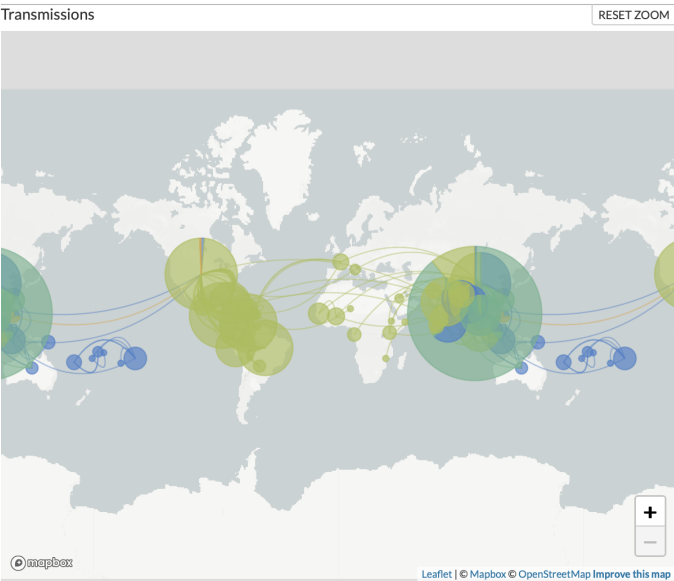 Transmissions
RESET ZOOM
+
−
mapbox
Leaflet | © Mapbox © OpenStreetMap Improve this map